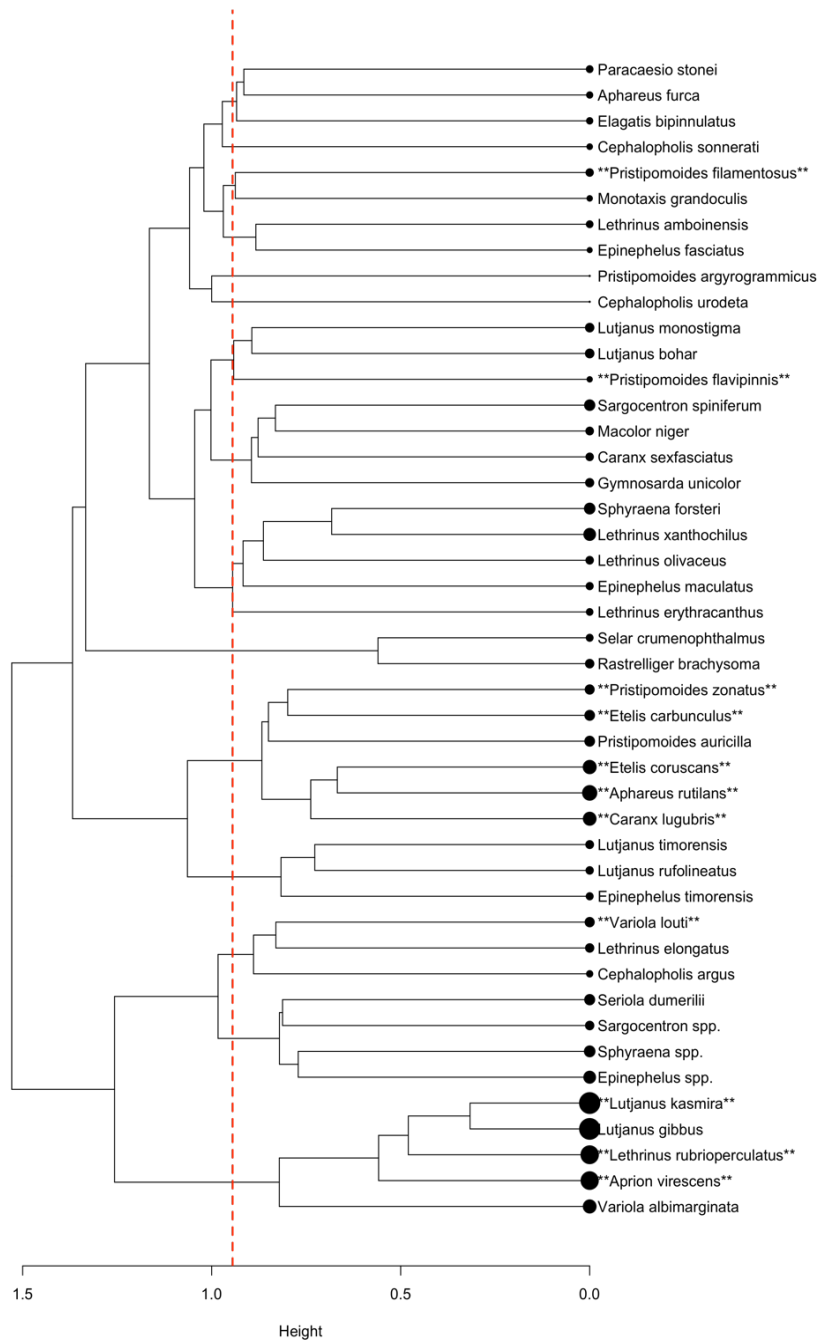 Paracaesio stonei
Aphareus furca
Elagatis bipinnulatus
Cephalopholis sonnerati
**Pristipomoides filamentosus**
Monotaxis grandoculis
Lethrinus amboinensis
Epinephelus fasciatus
Pristipomoides argyrogrammicus
Cephalopholis urodeta
Lutjanus monostigma
Lutjanus bohar
**Pristipomoides flavipinnis**
Sargocentron spiniferum
Macolor niger
Caranx sexfasciatus
Gymnosarda unicolor
Sphyraena forsteri
Lethrinus xanthochilus
Lethrinus olivaceus
Epinephelus maculatus
Lethrinus erythracanthus
Selar crumenophthalmus
Rastrelliger brachysoma
**Pristipomoides zonatus**
**Etelis carbunculus**
Pristipomoides auricilla
**Etelis coruscans**
**Aphareus rutilans**
**Caranx lugubris**
Lutjanus timorensis
Lutjanus rufolineatus
Epinephelus timorensis
**Variola louti**
Lethrinus elongatus
Cephalopholis argus
Seriola dumerilii
Sargocentron spp.
Sphyraena spp.
Epinephelus spp.
**Lutjanus kasmira**
Lutjanus gibbus
**Lethrinus rubrioperculatus**
**Aprion virescens**
Variola albimarginata
1.5 1.0 0.5 0.0
Height